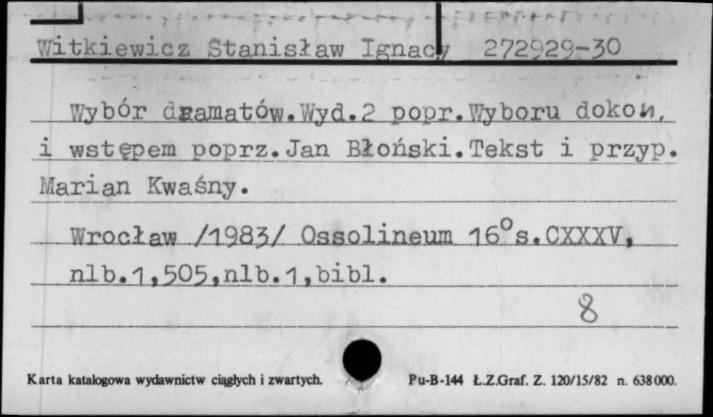 Witkiewicz Stanisław Ignacy 272929-30
Wybór dramatów.Wyd.2 popr.Wyboru dokon,
i wstępem poprz.Jan Błoński.Tekst i przyp.
Marian Kwaśny.
Wrocław /1983/ Ossolineum 16°s.CXXXV,
nlb.1,505,nlb.1,bibl.
8
Karta katalogowa wydawnictw ciągłych i zwartych. Pu-B-144 Ł.Z.Graf. Z. 120/15/82 n. 638000.